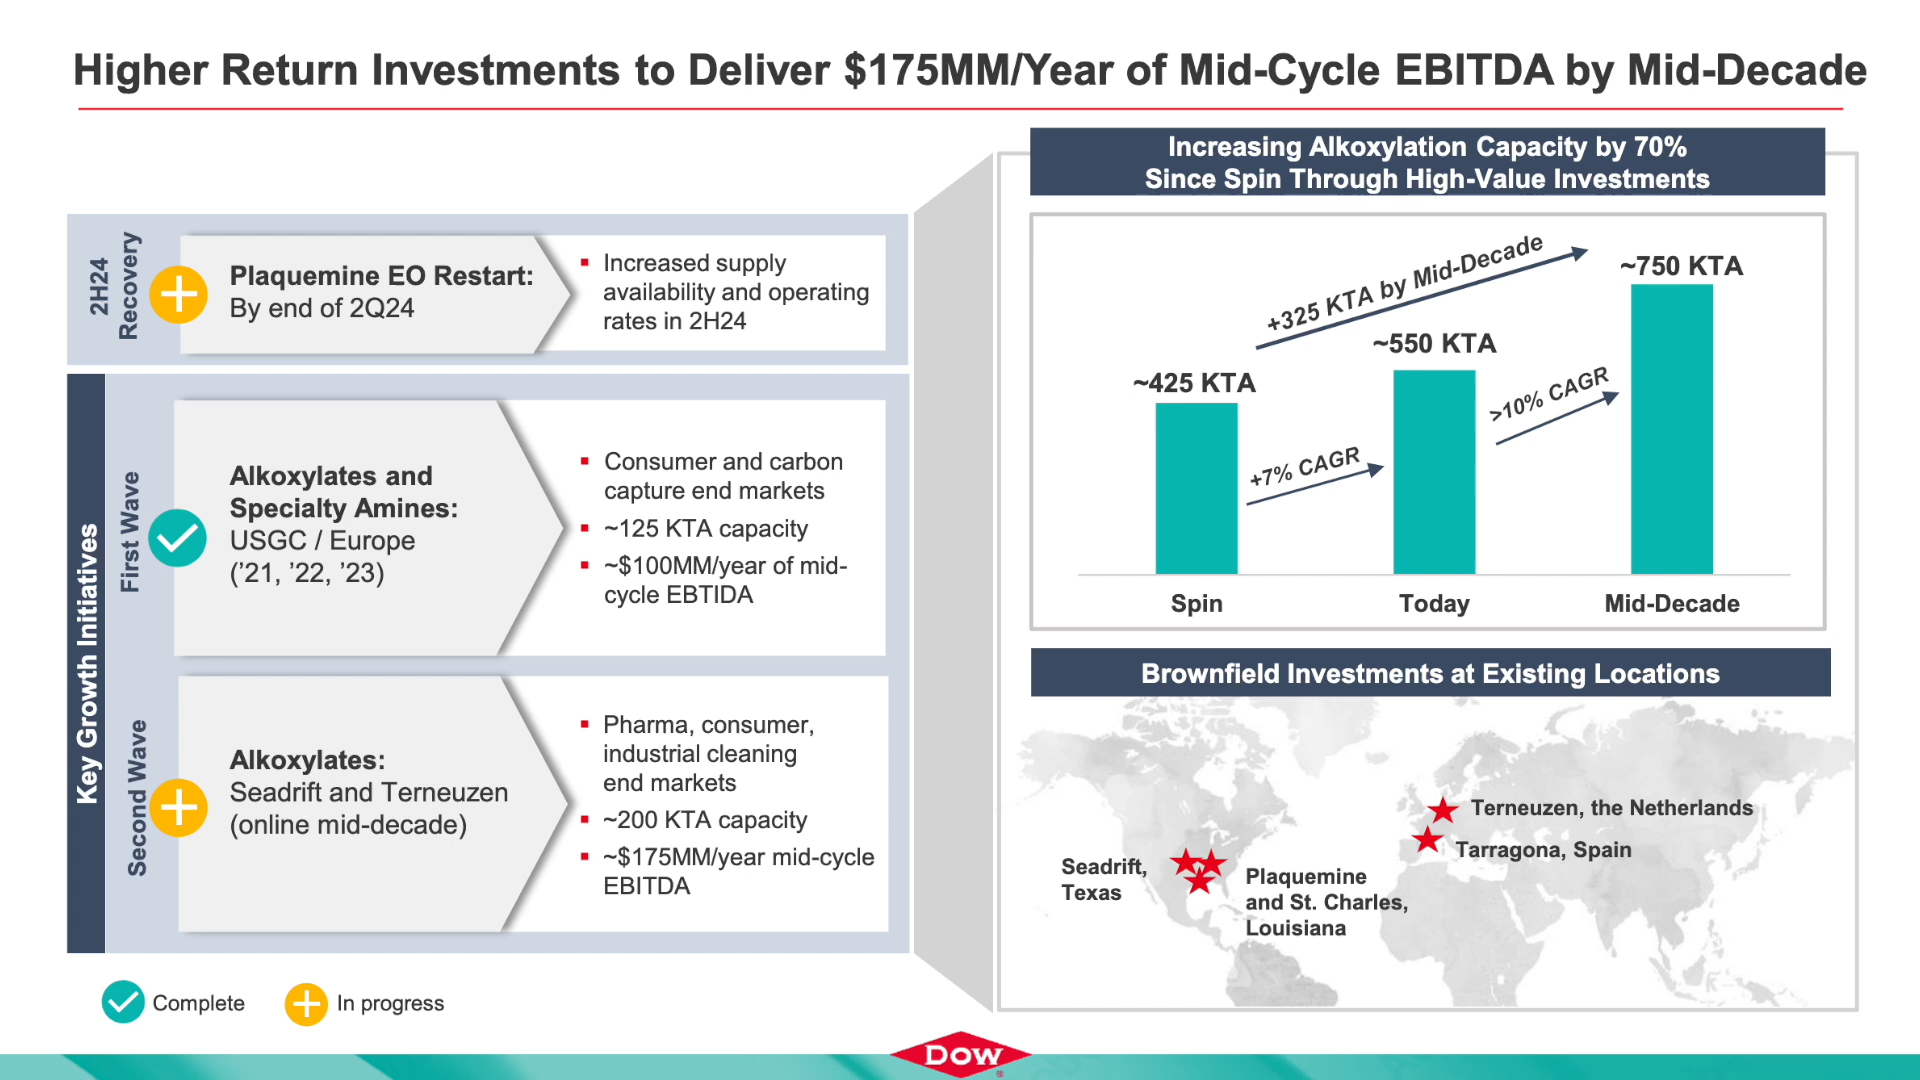 Higher Return Investments to Deliver $175MM/Year of Mid-Cycle EBITDA by Mid-Decade
2H24
Recovery
Plaquemine EO Restart:
By end of 2Q24
▪ Increased supply
availability and operating
rates in 2H24
Key Growth Initiatives
First Wave
Alkoxylates and
Specialty Amines:
USGC / Europe
(’21, ’22, ’23)
▪ Consumer and carbon
capture end markets
▪ ~125 KTA capacity
▪ ~$100MM/year of mid-
cycle EBTIDA
Second Wave
Alkoxylates:
Seadrift and Terneuzen
(online mid-decade)
▪ Pharma, consumer,
industrial cleaning
end markets
▪ ~200 KTA capacity
▪ ~$175MM/year mid-cycle
EBITDA
Complete
In progress
Increasing Alkoxylation Capacity by 70%
Since Spin Through High-Value Investments
+325 KTA by Mid-Decade
~425 KTA
~550 KTA
~750 KTA
+7% CAGR
>10% CAGR
Spin
Today
Mid-Decade
Brownfield Investments at Existing Locations
Terneuzen, the Netherlands
Tarragona, Spain
Seadrift,
Texas
Plaquemine
and St. Charles,
Louisiana
DOW
®